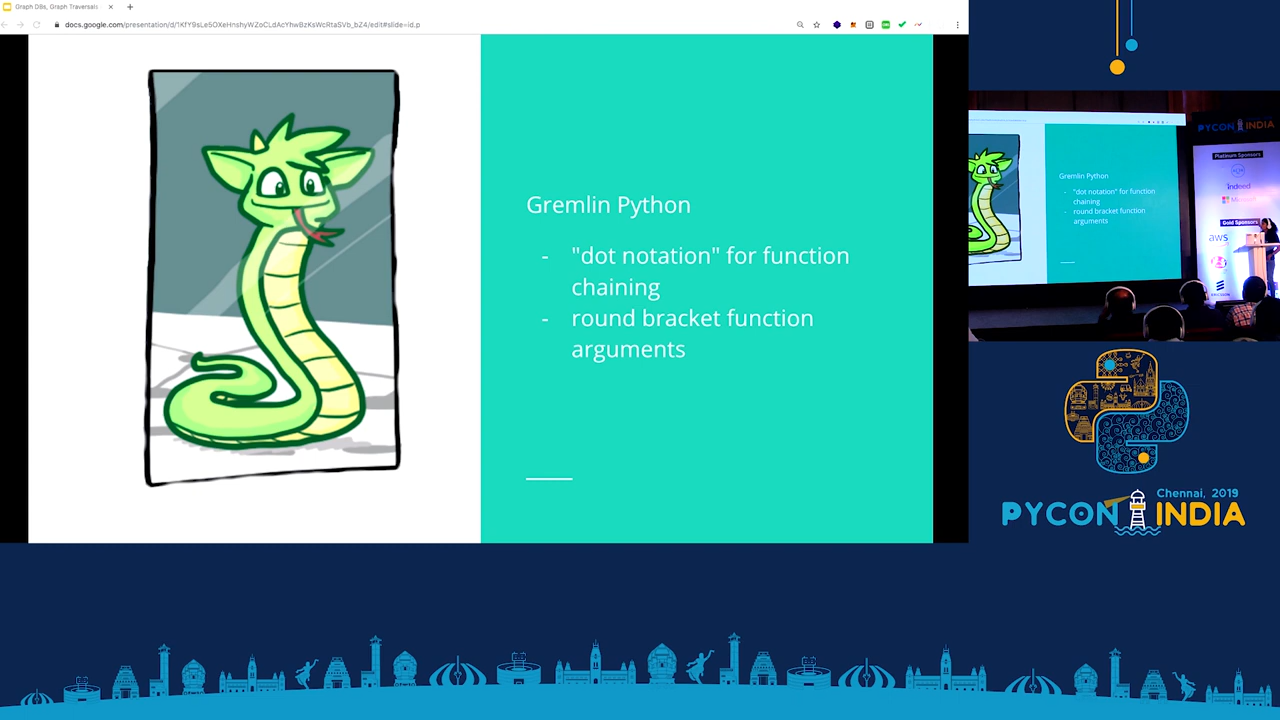 Graph DBs, Graph Traversals
docs.google.com/presentation/d/1KfY9sLe5OXeHnshyWZoCLdAcYhwBzKsWcRtaSVb_bZ4/edit#slide=id.p
Gremlin Python
- "dot notation" for function
chaining
- round bracket function
arguments
PYCON INDIA
Platinum Sponsors
indeed
Microsoft
Gold Sponsors
aws
Gremlin Python
- "dot notation" for function
chaining
- round bracket function
arguments
Chennai, 2019
PYCON INDIA